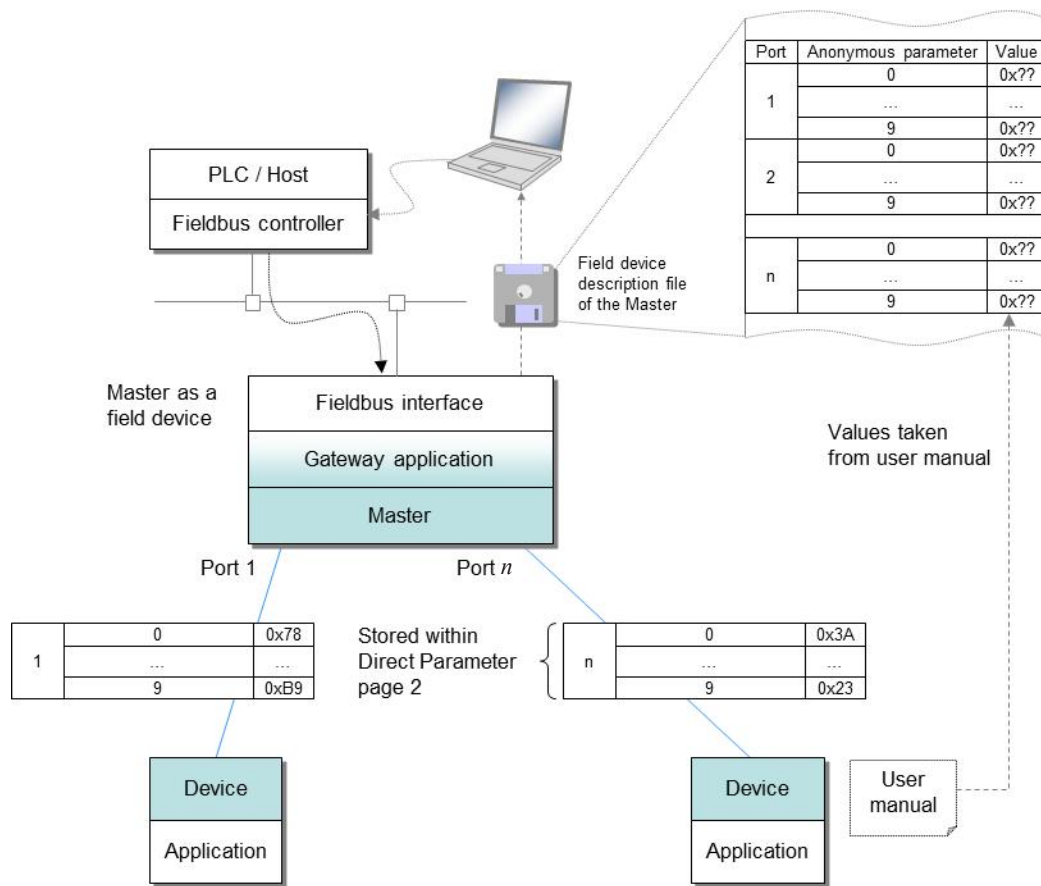 Port Anonymous parameter Value
1
0 0x??
... ...
9 0x??
2
0 0x??
... ...
9 0x??
n
0 0x??
... ...
9 0x??
PLC / Host
Fieldbus controller
Field device
description file
of the Master
Master as a
field device
Fieldbus interface
Gateway application
Master
Values taken
from user manual
Port 1
Port n
1
0 0x78
... ...
9 0xB9
Stored within
Direct Parameter
page 2
n
0 0x3A
... ...
9 0x23
Device
Application
Device
Application
User
manual